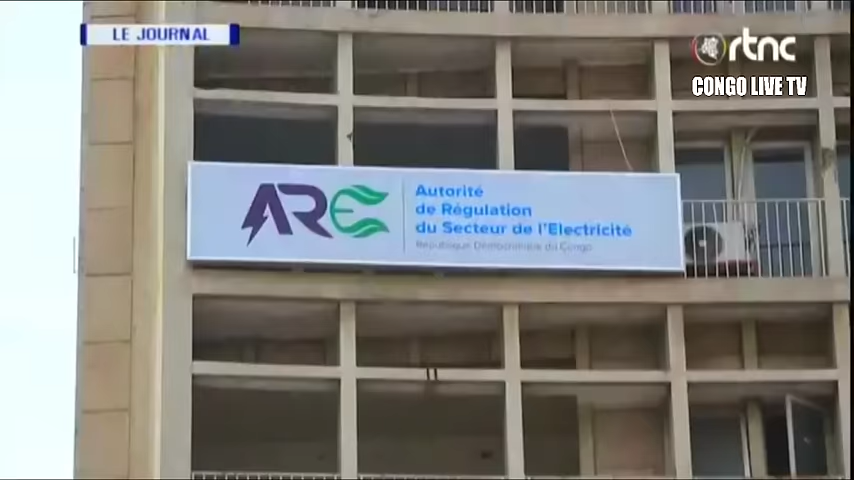 LE JOURNAL
rtnc
CONGO LIVE TV
ARE
Autorité
de Régulation
du Secteur de l'Electricité
République Démocratique du Congo